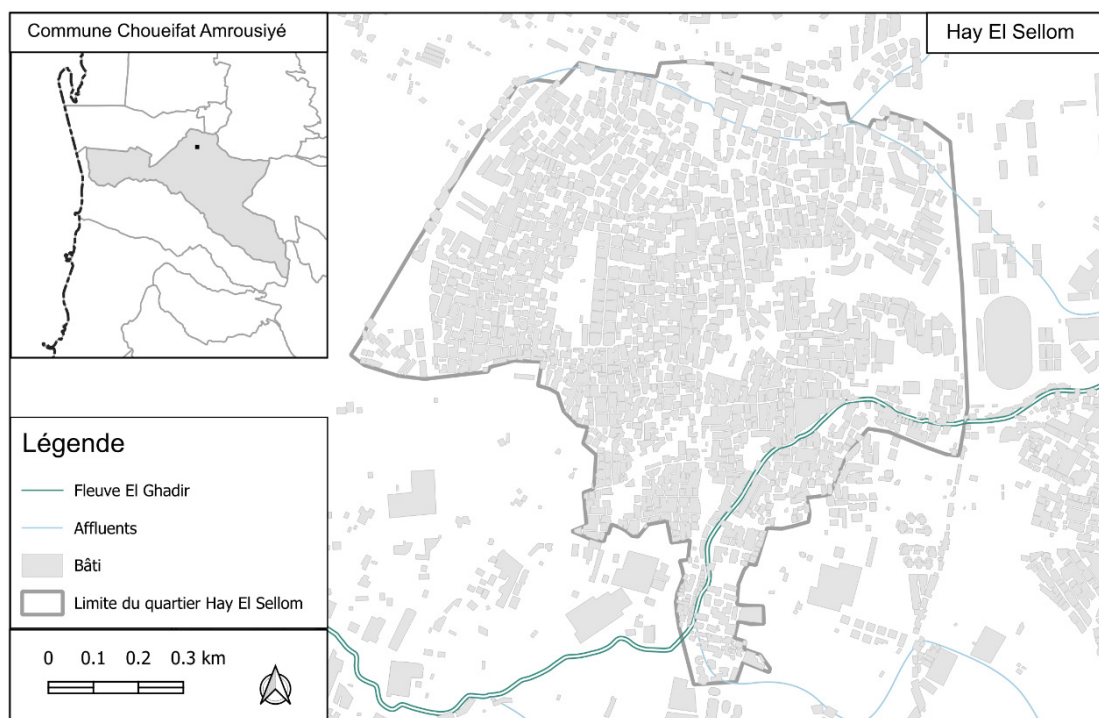 Commune Choueifat Amrousiyé
Hay El Sellom
Légende
Fleuve El Ghadir
Affluents
Bâti
Limite du quartier Hay El Sellom
0 0.1 0.2 0.3 km